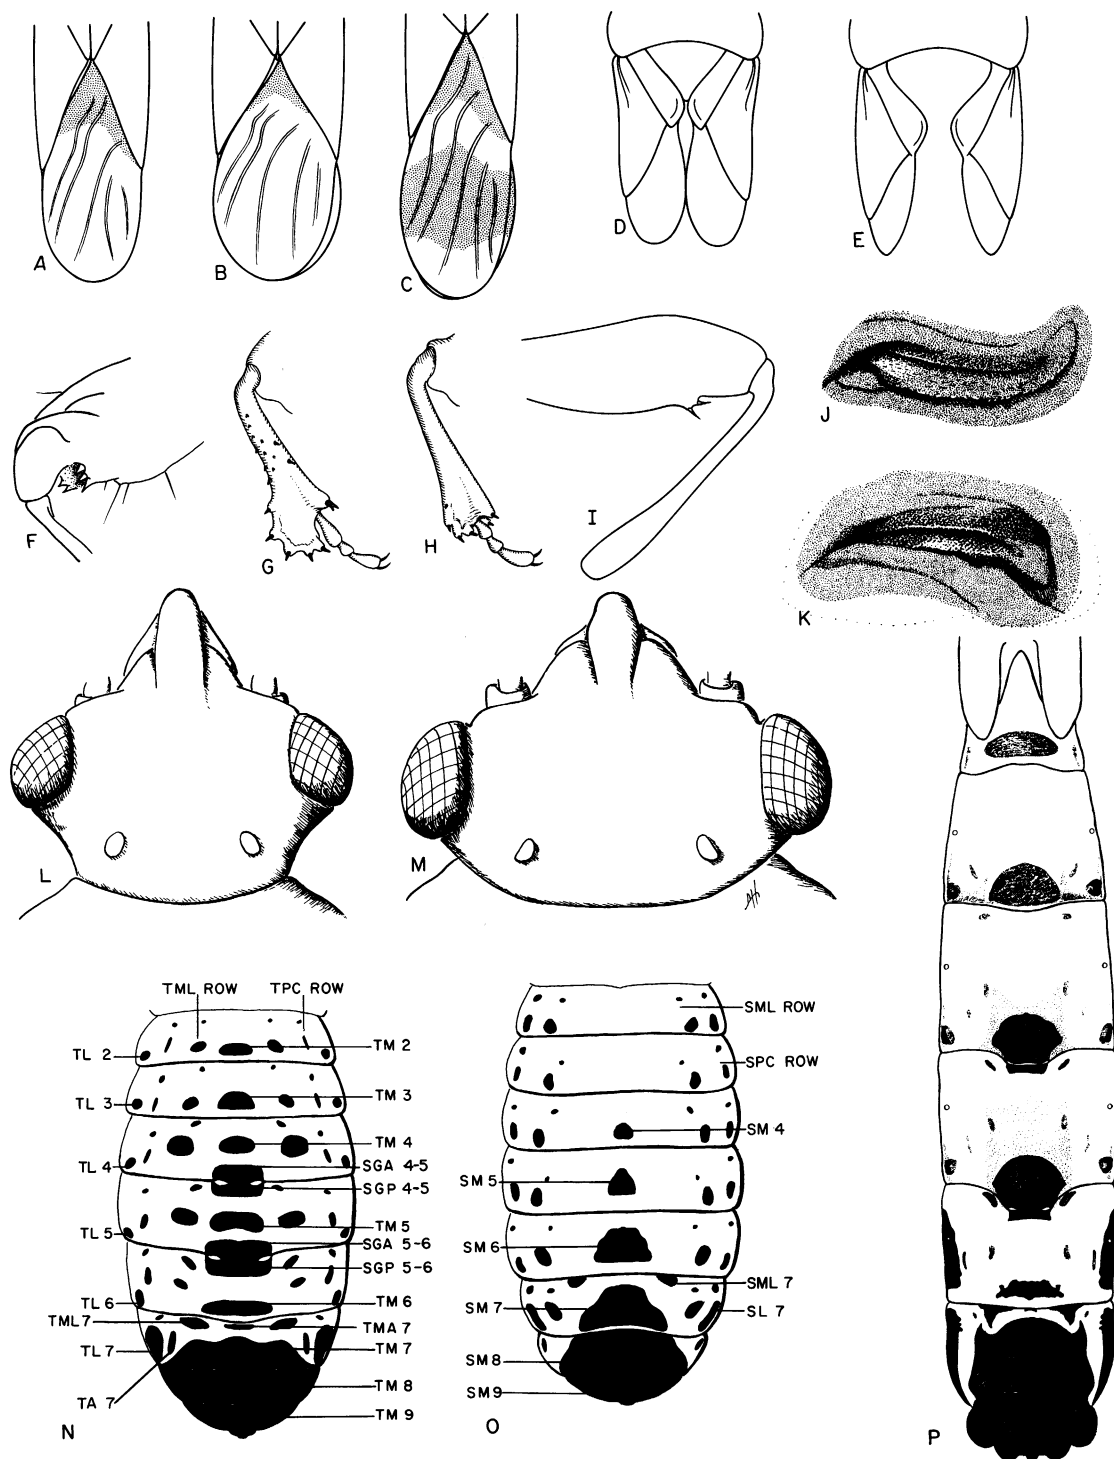 A
B
C
D
E
F
G
H
I
J
K
L
M
TML ROW TPC ROW
TL 2
TL 3
TL 4
TL 5
TL 6
TML 7
TL 7
TA 7
TM 2
TM 3
TM 4
SGA 4-5
SGP 4-5
TM 5
SGA 5-6
SGP 5-6
TM 6
TMA 7
TM 7
TM 8
TM 9
N
SML ROW
SPC ROW
SM 4
SM 5
SM 6
SML 7
SM 7
SL 7
SM 8
SM 9
O
P